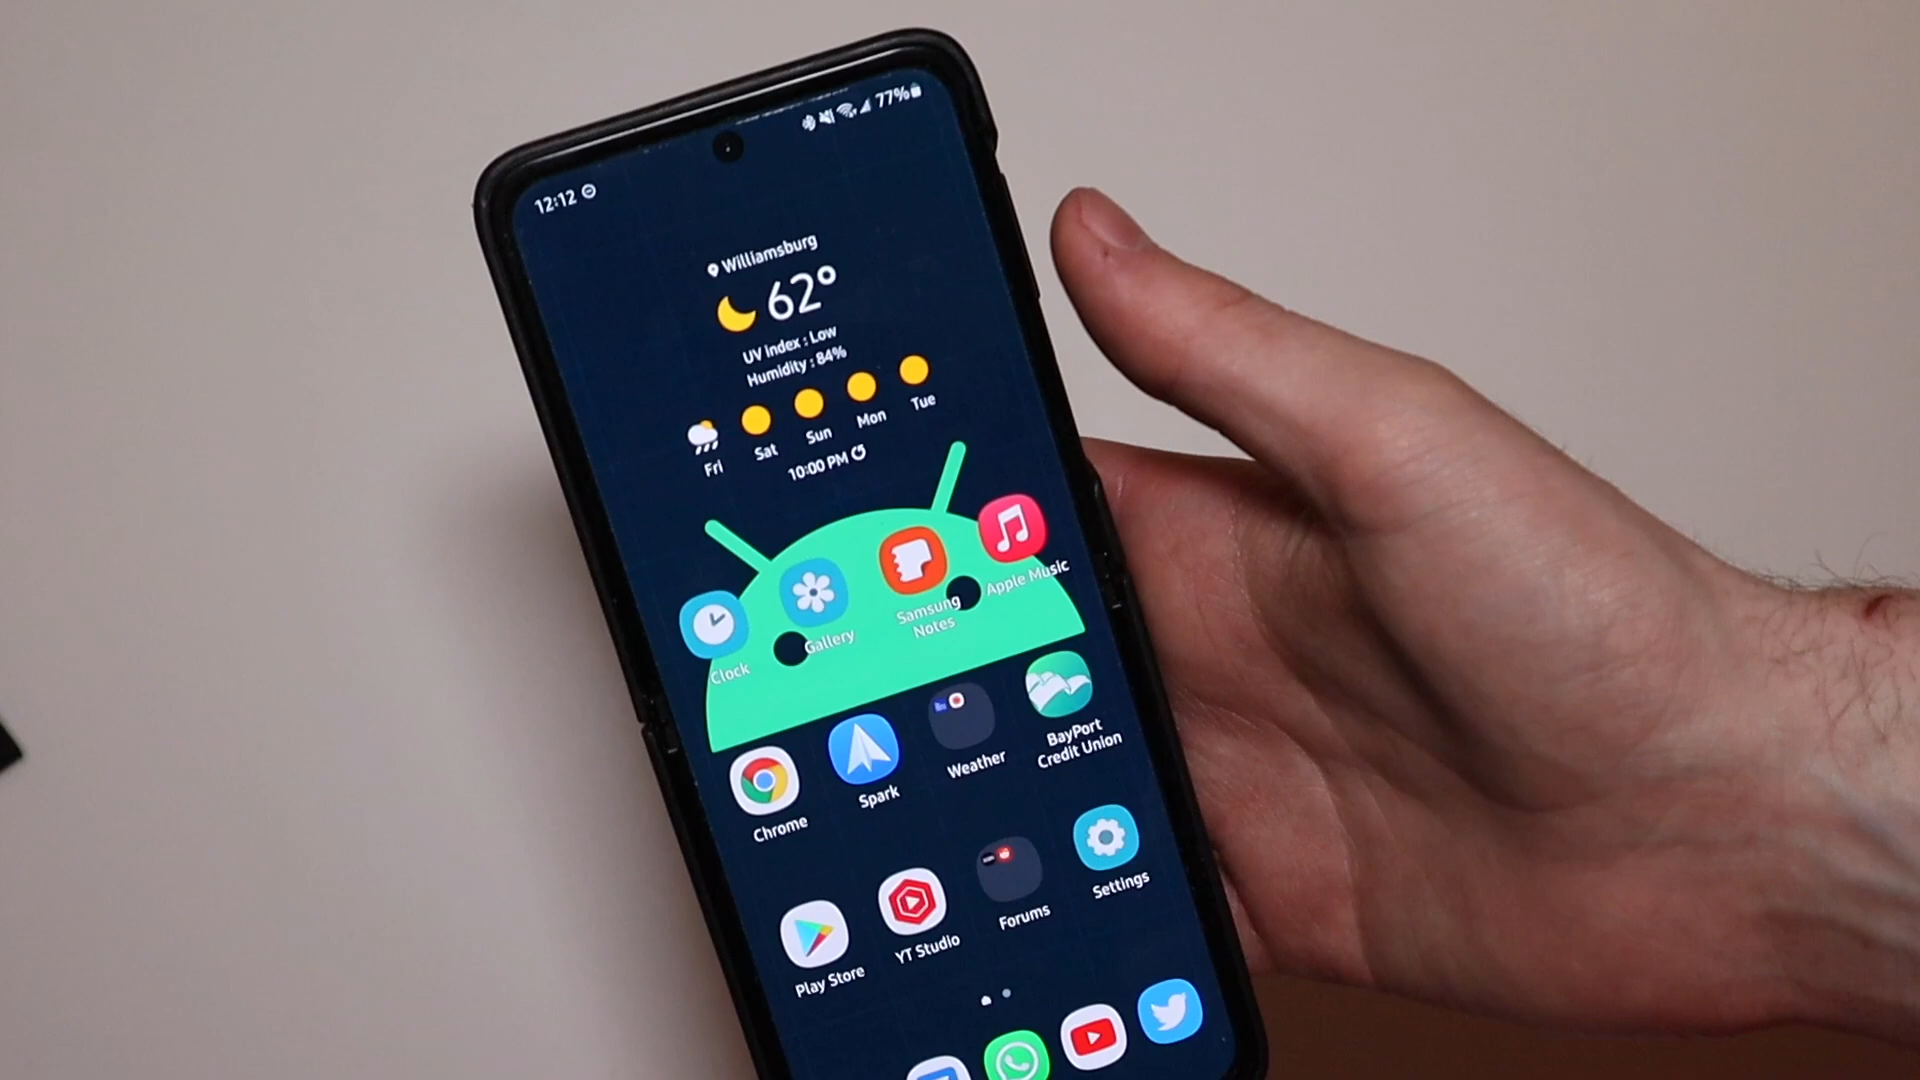 12:12
77%
Williamsburg
62°
UV index : Low
Humidity : 84%
Fri
Sat
Sun
Mon
Tue
10:00 PM
Clock
Gallery
Samsung
Notes
Apple Music
Chrome
Spark
Weather
BayPort
Credit Union
Play Store
YT Studio
Forums
Settings